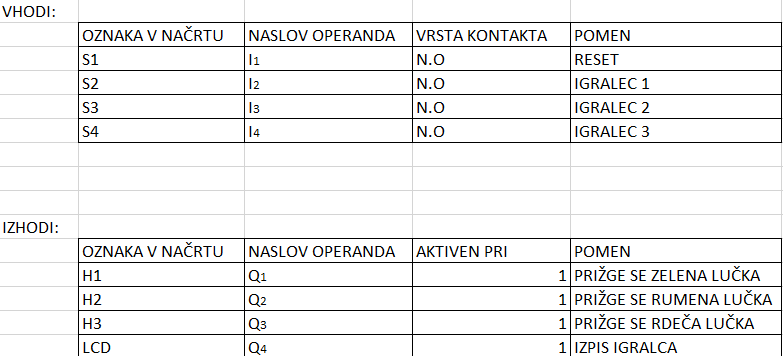 VHODI:
OZNAKA V NAČRTU NASLOV OPERANDA VRSTA KONTAKTA POMEN
S1 I1 N.O RESET
S2 I2 N.O IGRALEC 1
S3 I3 N.O IGRALEC 2
S4 I4 N.O IGRALEC 3
IZHODI:
OZNAKA V NAČRTU NASLOV OPERANDA AKTIVEN PRI POMEN
H1 Q1 1 PRIŽGE SE ZELENA LUČKA
H2 Q2 1 PRIŽGE SE RUMENA LUČKA
H3 Q3 1 PRIŽGE SE RDEČA LUČKA
LCD Q4 1 IZPIS IGRALCA